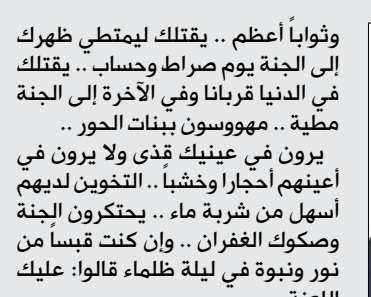 وثواباً أعظم .. يقتلك ليمتطي ظهرك
إلى الجنة يوم صراط وحساب .. يقتلك
في الدنيا قربانا وفي الآخرة إلى الجنة
مطية .. مهووسون ببنات الحور ..
يرون في عينيك قذى ولا يرون في
أعينهم أحجارا وخشباً .. التخوين لديهم
أسهل من شربة ماء .. يحتكرون الجنة
وصكوك الغفران .. وإن كنت قبساً من
نور ونبوة في ليلة ظلماء قالوا: عليك